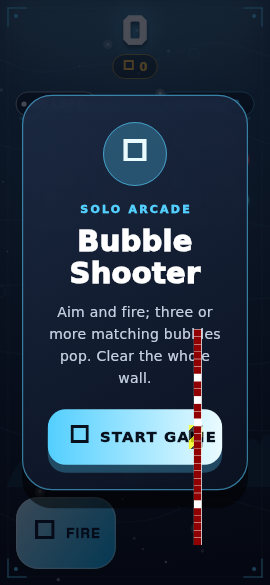 0
0
SOLO ARCADE
Bubble
Shooter
Aim and fire; three or
more matching bubbles
pop. Clear the whole
wall.
START GAME
FIRE